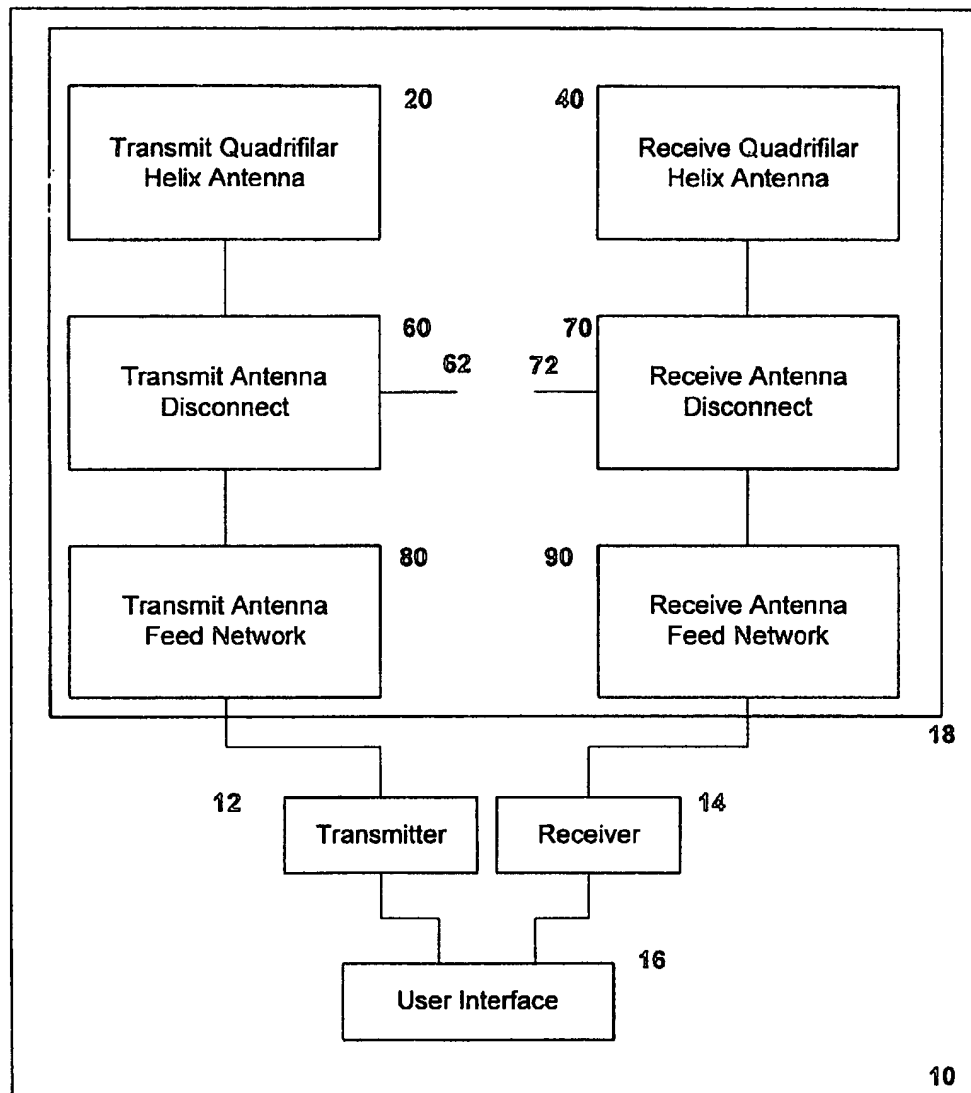 20
40
Transmit Quadrifilar
Helix Antenna
Receive Quadrifilar
Helix Antenna
60
70
62
72
Transmit Antenna
Disconnect
Receive Antenna
Disconnect
80
90
Transmit Antenna
Feed Network
Receive Antenna
Feed Network
18
12
14
Transmitter
Receiver
16
User Interface
10